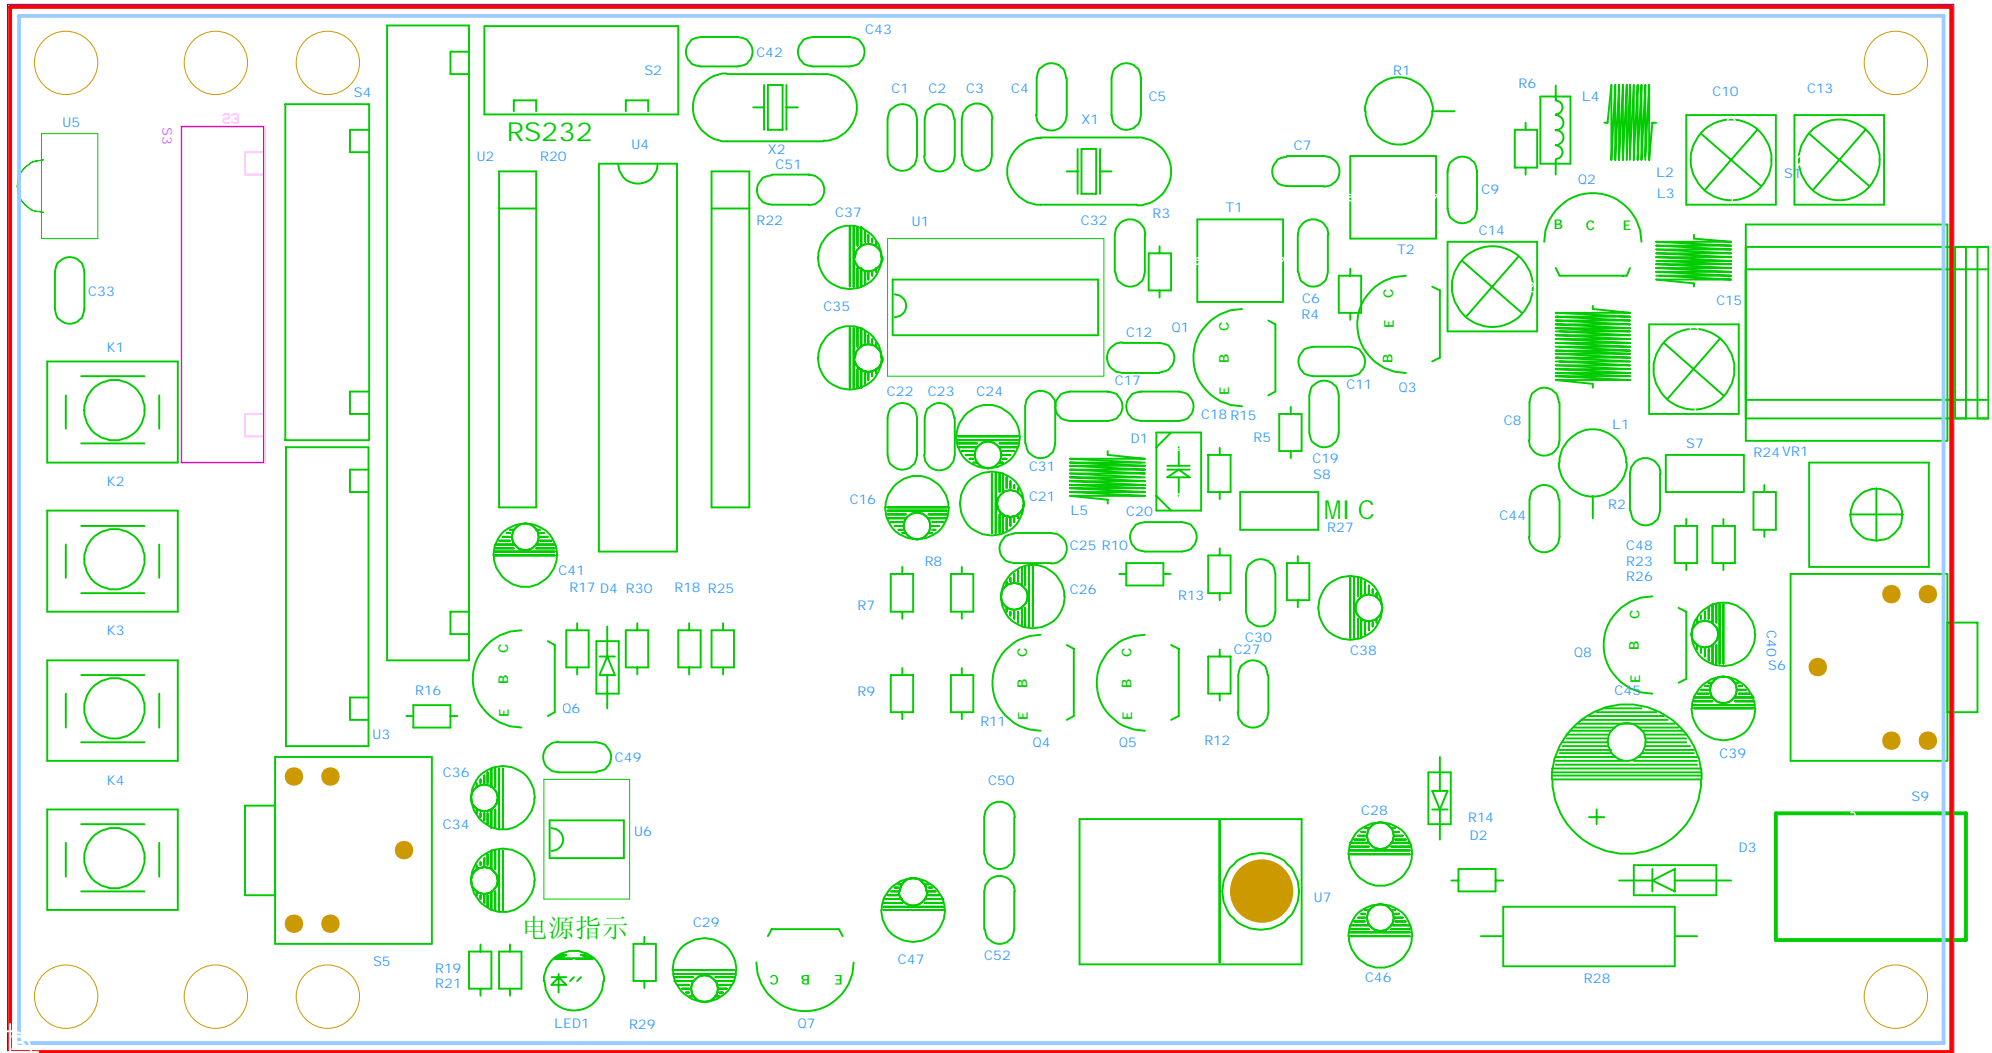 C43
C42
S2
R1
S4
C1 C2 C3 C4 C5
R6 L4 C10 C13
U5
S3
S3
RS232
X1
U2 R20 U4 X2
C51
C7
Q2
L2 S1
L3
C9
B C E
C37 U1 C32 R3 T1
R22
C14
T2
C33
C35
C6
R4
C E B
C15
K1
Q1
C B E
C12
C11 Q3
C17
C22 C23 C24
C18 R15
C8 L1
D1 R5
C19
S8
S7
R24 VR1
K2
C31
C16 C21
L5 C20
MIC
R27
C44 R2
C25 R10
C48
R23
R26
R8
C41
R17 D4 R30 R18 R25
C26
R7 R13
K3
C30
C27
C38
C40
S6
Q8
C B E
C B E
C B E
C B E
R16
Q6
R9 R11 Q4 Q5 R12
C45
U3
C49
C39
C36
K4
C50
S9
C34
U6
C28
R14
D2
D3
U7
电源指示
C29
C47
C52
C46
R28
S5
R19
R21
C B E
LED1 R29 Q7